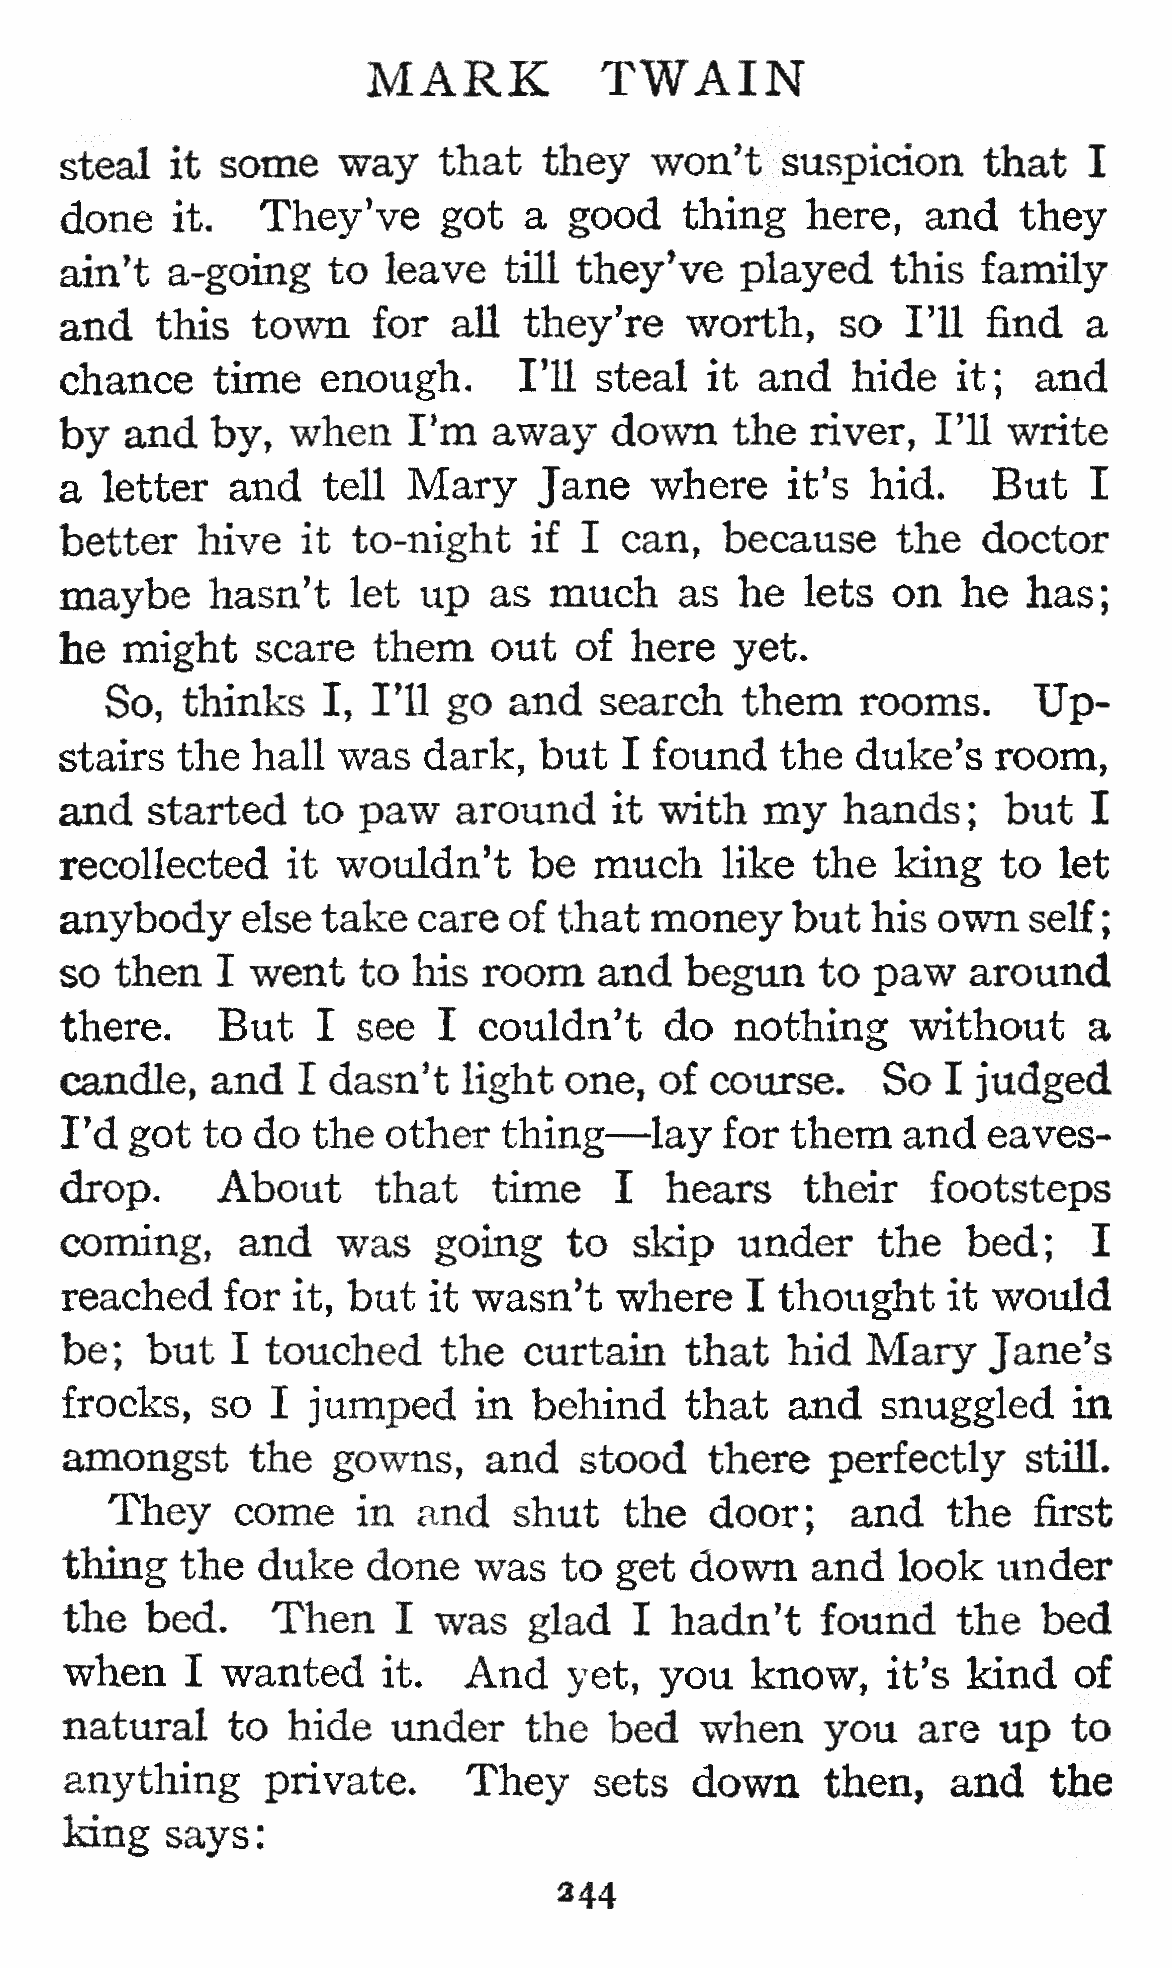 MARK TWAIN
steal it some way that they won't suspicion that I
done it. They've got a good thing here, and they
ain't a-going to leave till they've played this family
and this town for all they're worth, so I'll find a
chance time enough. I'll steal it and hide it; and
by and by, when I'm away down the river, I'll write
a letter and tell Mary Jane where it's hid. But I
better hive it to-night if I can, because the doctor
maybe hasn't let up as much as he lets on he has;
he might scare them out of here yet.
So, thinks I, I'll go and search them rooms. Up-
stairs the hall was dark, but I found the duke's room,
and started to paw around it with my hands; but I
recollected it wouldn't be much like the king to let
anybody else take care of that money but his own self;
so then I went to his room and begun to paw around
there. But I see I couldn't do nothing without a
candle, and I dasn't light one, of course. So I judged
I'd got to do the other thing—lay for them and eaves-
drop. About that time I hears their footsteps
coming, and was going to skip under the bed; I
reached for it, but it wasn't where I thought it would
be; but I touched the curtain that hid Mary Jane's
frocks, so I jumped in behind that and snuggled in
amongst the gowns, and stood there perfectly still.
They come in and shut the door; and the first
thing the duke done was to get down and look under
the bed. Then I was glad I hadn't found the bed
when I wanted it. And yet, you know, it's kind of
natural to hide under the bed when you are up to
anything private. They sets down then, and the
king says:
244